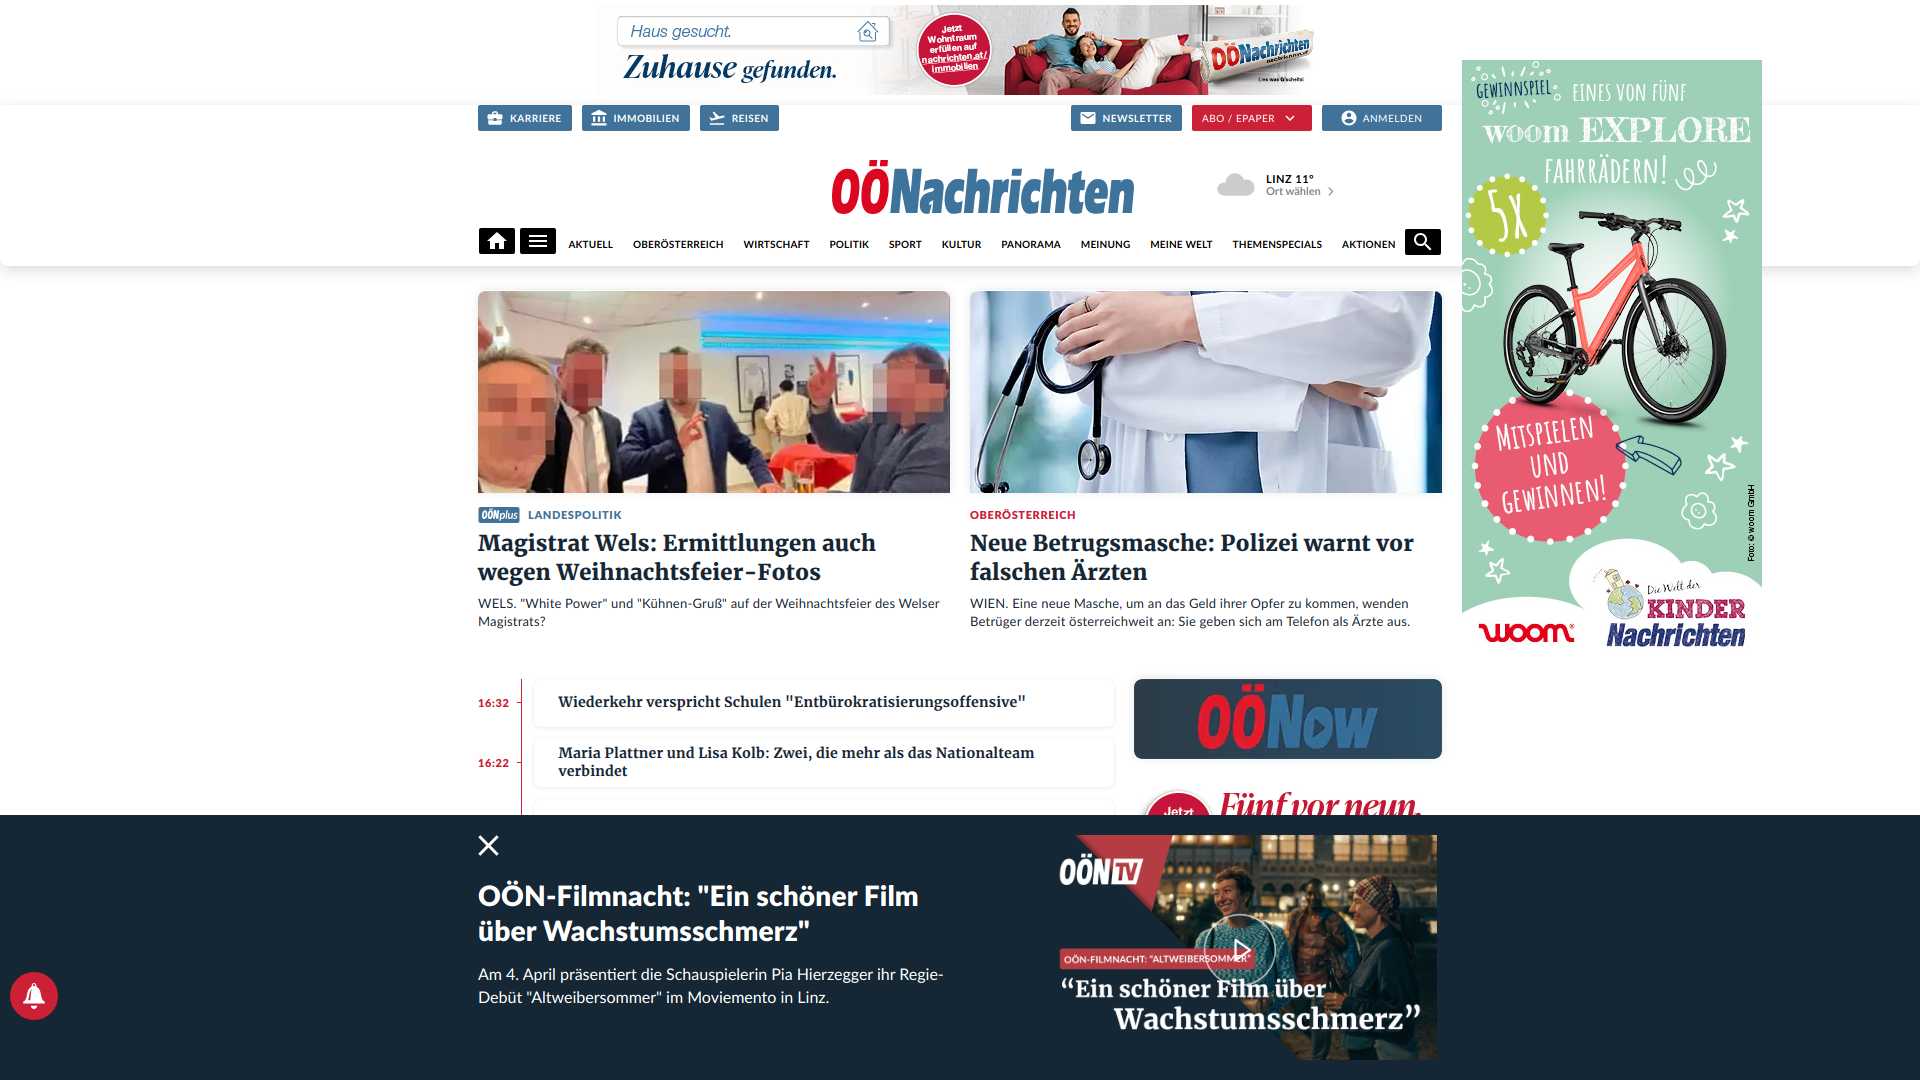 Haus gesucht.
Zuhause gefunden.
Jetzt
Wohntraum
erfüllen auf
nachrichten.at/
immobilien
OÖNachrichten
Lies was G'scheits!
KARRIERE
IMMOBILIEN
REISEN
NEWSLETTER
ABO / EPAPER
ANMELDEN
OÖNachrichten
LINZ 11°
Ort wählen
AKTUELL
OBERÖSTERREICH
WIRTSCHAFT
POLITIK
SPORT
KULTUR
PANORAMA
MEINUNG
MEINE WELT
THEMENSPECIALS
AKTIONEN
GEWINNSPIEL
EINES VON FÜNF
woom EXPLORE
FAHRRÄDERN!
5X
MITSPIELEN
UND
GEWINNEN!
Foto: © woom GmbH
Die Welt der
KINDER
Nachrichten
woom
OÖNplus LANDESPOLITIK
Magistrat Wels: Ermittlungen auch
wegen Weihnachtsfeier-Fotos
WELS. "White Power" und "Kühnen-Gruß" auf der Weihnachtsfeier des Welser
Magistrats?
OBERÖSTERREICH
Neue Betrugsmasche: Polizei warnt vor
falschen Ärzten
WIEN. Eine neue Masche, um an das Geld ihrer Opfer zu kommen, wenden
Betrüger derzeit österreichweit an: Sie geben sich am Telefon als Ärzte aus.
16:32
Wiederkehr verspricht Schulen "Entbürokratisierungsoffensive"
16:22
Maria Plattner und Lisa Kolb: Zwei, die mehr als das Nationalteam
verbindet
OÖNow
Jetzt
Fünf vor neun.
OÖN-Filmnacht: "Ein schöner Film
über Wachstumsschmerz"
Am 4. April präsentiert die Schauspielerin Pia Hierzegger ihr Regie-
Debüt "Altweibersommer" im Moviemento in Linz.
OÖN TV
OÖN-FILMNACHT: "ALTWEIBERSOMMER"
“Ein schöner Film über
Wachstumsschmerz”